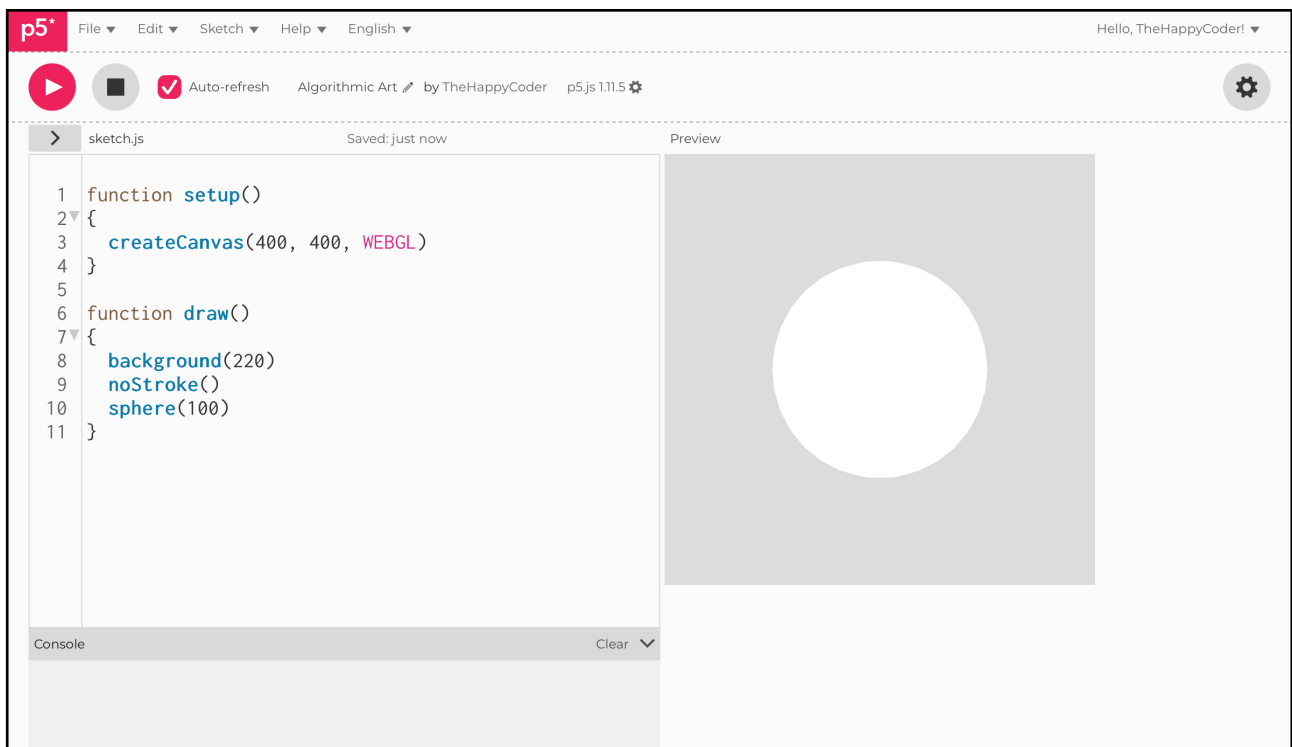 p5* File Edit Sketch Help English Hello, TheHappyCoder!
Auto-refresh Algorithmic Art by TheHappyCoder p5.js 1.11.5
sketch.js Saved: just now Preview
1 function setup()
2 {
3 createCanvas(400, 400, WEBGL)
4 }
5
6 function draw()
7 {
8 background(220)
9 noStroke()
10 sphere(100)
11 }
Console Clear